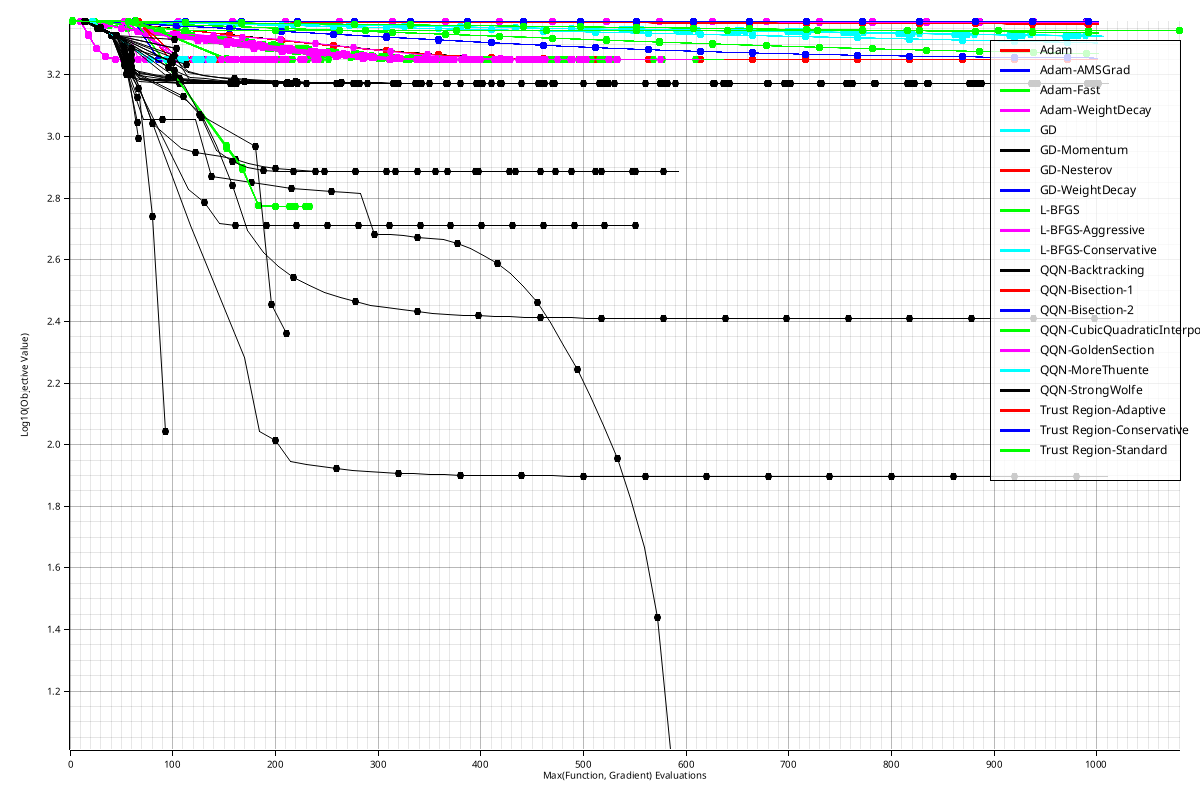 Log10(Objective Value)
3.2
3.0
2.8
2.6
2.4
2.2
2.0
1.8
1.6
1.4
1.2
0
100
200
300
400
500
600
700
800
900
1000
Max(Function, Gradient) Evaluations
Adam
Adam-AMSGrad
Adam-Fast
Adam-WeightDecay
GD
GD-Momentum
GD-Nesterov
GD-WeightDecay
L-BFGS
L-BFGS-Aggressive
L-BFGS-Conservative
QQN-Backtracking
QQN-Bisection-1
QQN-Bisection-2
QQN-CubicQuadraticInterpo
QQN-GoldenSection
QQN-MoreThuente
QQN-StrongWolfe
Trust Region-Adaptive
Trust Region-Conservative
Trust Region-Standard